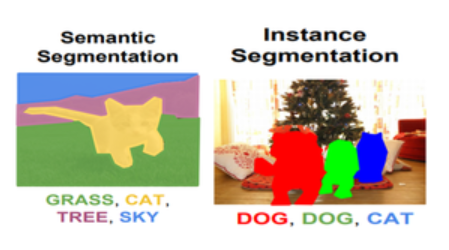 Semantic
Segmentation
GRASS, CAT,
TREE, SKY
Instance
Segmentation
DOG, DOG, CAT